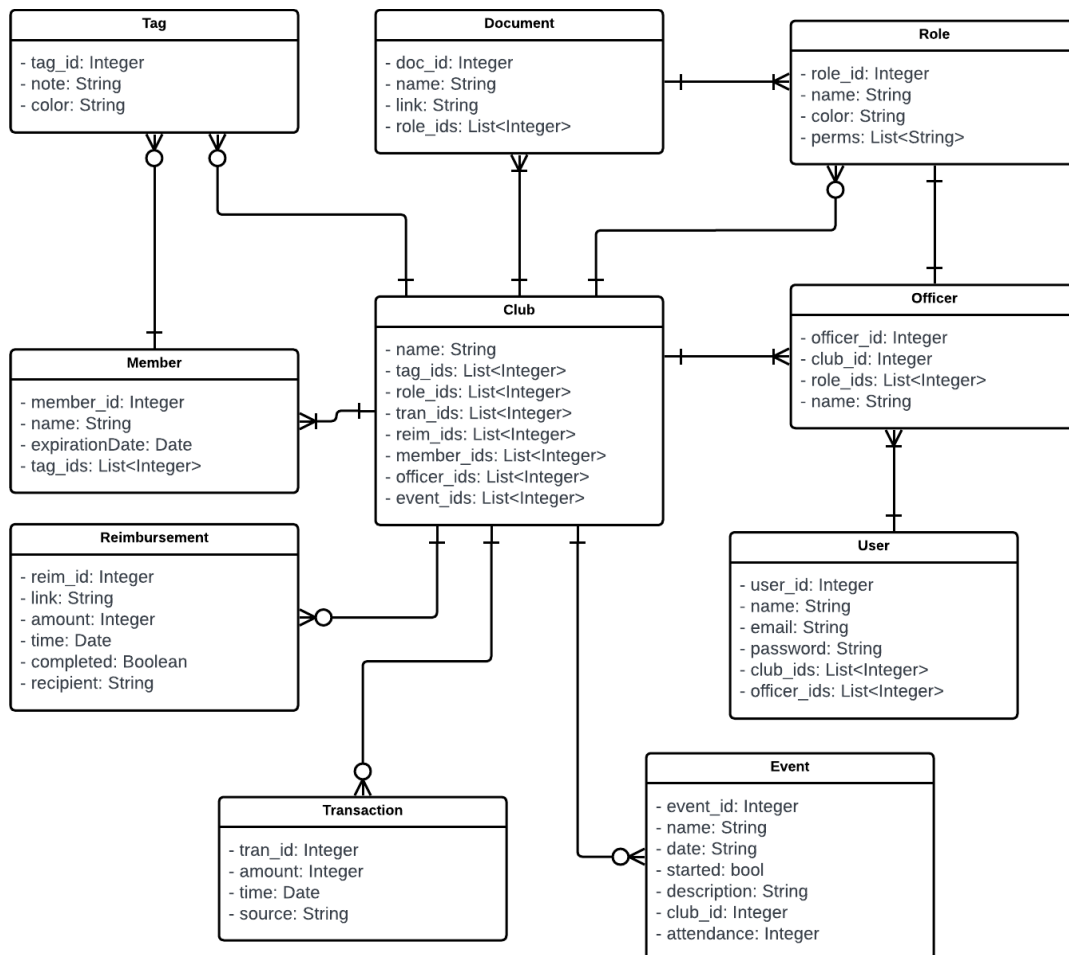 Tag
- tag_id: Integer
- note: String
- color: String
Document
- doc_id: Integer
- name: String
- link: String
- role_ids: List<Integer>
Role
- role_id: Integer
- name: String
- color: String
- perms: List<String>
Member
- member_id: Integer
- name: String
- expirationDate: Date
- tag_ids: List<Integer>
Club
- name: String
- tag_ids: List<Integer>
- role_ids: List<Integer>
- tran_ids: List<Integer>
- reim_ids: List<Integer>
- member_ids: List<Integer>
- officer_ids: List<Integer>
- event_ids: List<Integer>
Officer
- officer_id: Integer
- club_id: Integer
- role_ids: List<Integer>
- name: String
Reimbursement
- reim_id: Integer
- link: String
- amount: Integer
- time: Date
- completed: Boolean
- recipient: String
User
- user_id: Integer
- name: String
- email: String
- password: String
- club_ids: List<Integer>
- officer_ids: List<Integer>
Transaction
- tran_id: Integer
- amount: Integer
- time: Date
- source: String
Event
- event_id: Integer
- name: String
- date: String
- started: bool
- description: String
- club_id: Integer
- attendance: Integer